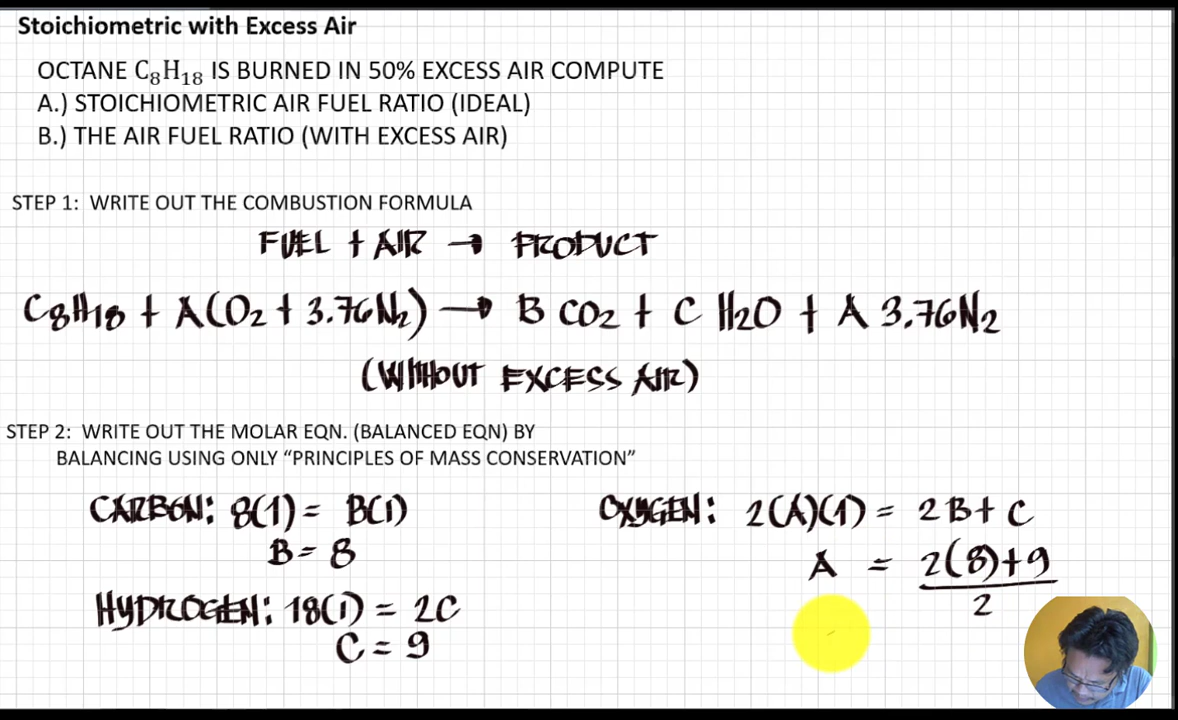 Stoichiometric with Excess Air
OCTANE C₈H₁₈ IS BURNED IN 50% EXCESS AIR COMPUTE
A.) STOICHIOMETRIC AIR FUEL RATIO (IDEAL)
B.) THE AIR FUEL RATIO (WITH EXCESS AIR)
STEP 1: WRITE OUT THE COMBUSTION FORMULA
FUEL + AIR → PRODUCT
C8H18 + A(O2 + 3.76N2) → B CO2 + C H2O + A 3.76N2
(WITHOUT EXCESS AIR)
STEP 2: WRITE OUT THE MOLAR EQN. (BALANCED EQN) BY
BALANCING USING ONLY “PRINCIPLES OF MASS CONSERVATION”
CARBON: 8(1) = B(1)
B = 8
HYDROGEN: 18(1) = 2C
C = 9
OXYGEN: 2(A)(1) = 2B + C
A = 2(8)+9
2